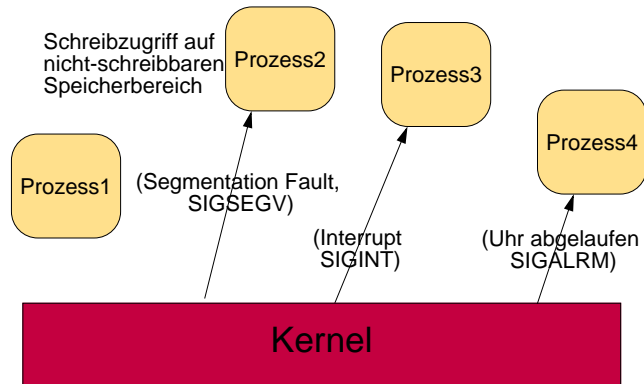 Schreibzugriff auf
nicht-schreibbaren
Speicherbereich
Prozess2
Prozess3
Prozess4
Prozess1
(Segmentation Fault,
SIGSEGV)
(Interrupt
SIGINT)
(Uhr abgelaufen
SIGALRM)
Kernel